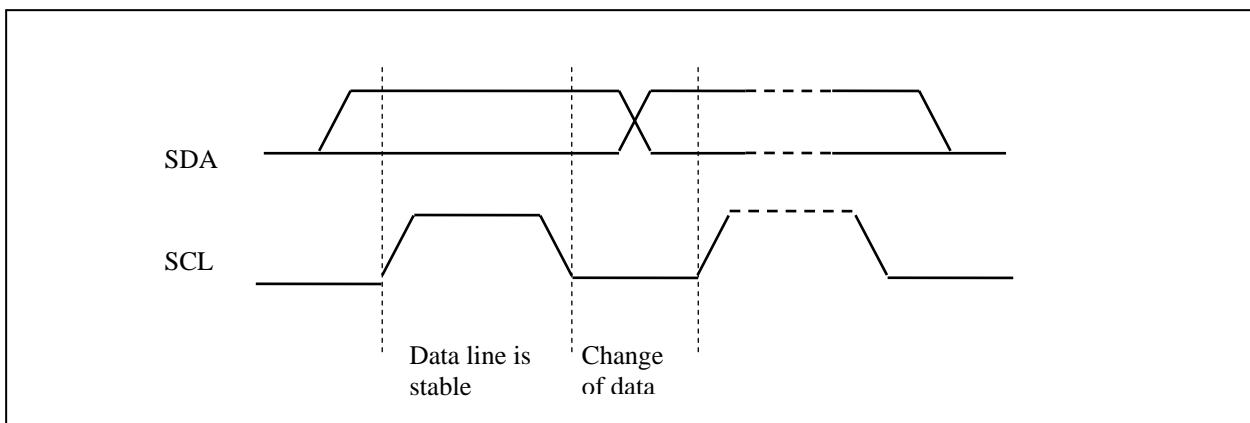 SDA
SCL
Data line is
stable
Change
of data